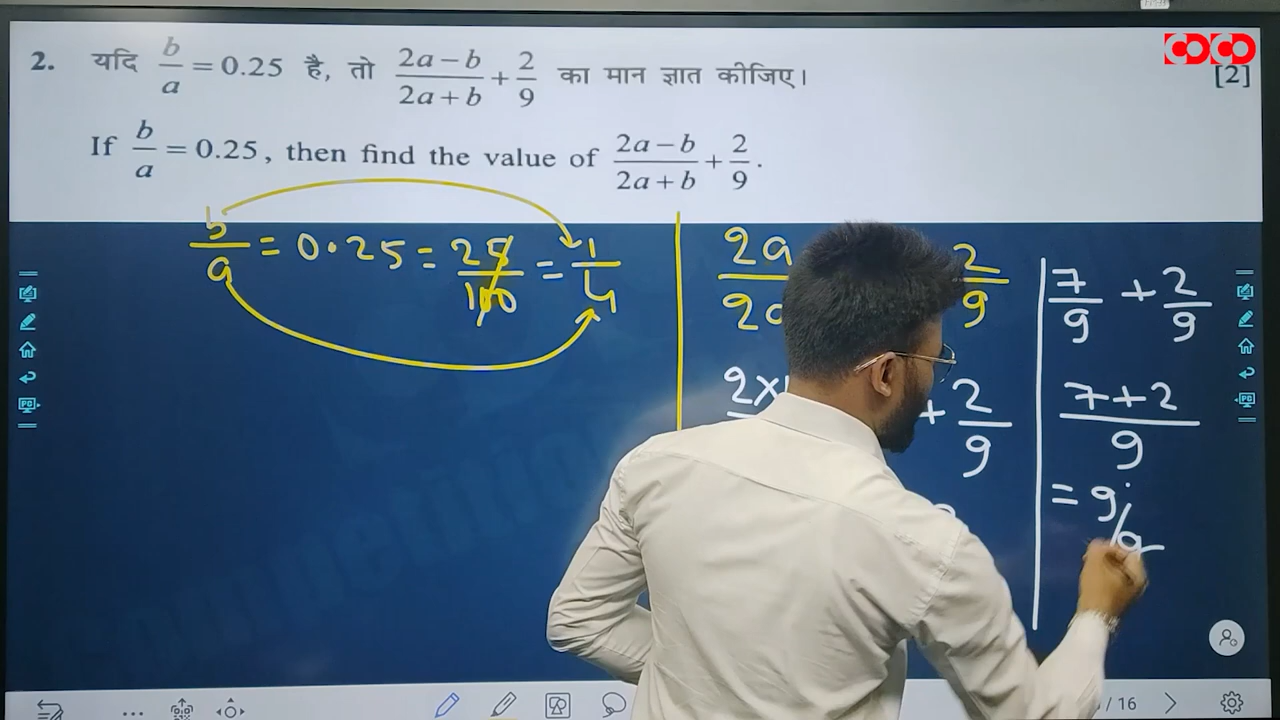 COCO
2. यदि b/a = 0.25 है, तो (2a − b)/(2a + b) + 2/9 का मान ज्ञात कीजिए। [2]
If b/a = 0.25, then find the value of (2a − b)/(2a + b) + 2/9.
b/a = 0.25 = 25/100 = 1/4
2a
2/9
2×
+ 2/9
7/9 + 2/9
(7+2)/9
= 9/9
/ 16